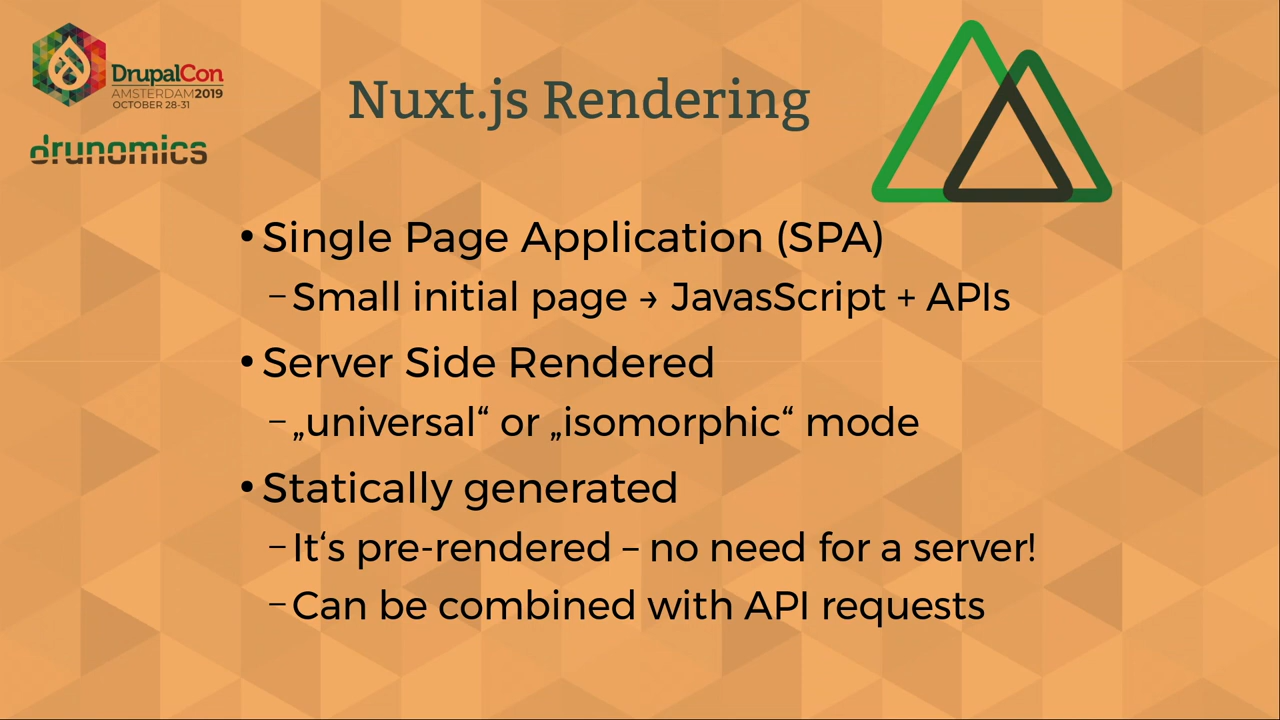 DrupalCon
AMSTERDAM2019
OCTOBER 28-31
drunomics
Nuxt.js Rendering
• Single Page Application (SPA)
– Small initial page → JavasScript + APIs
• Server Side Rendered
– „universal“ or „isomorphic“ mode
• Statically generated
– It‘s pre-rendered – no need for a server!
– Can be combined with API requests